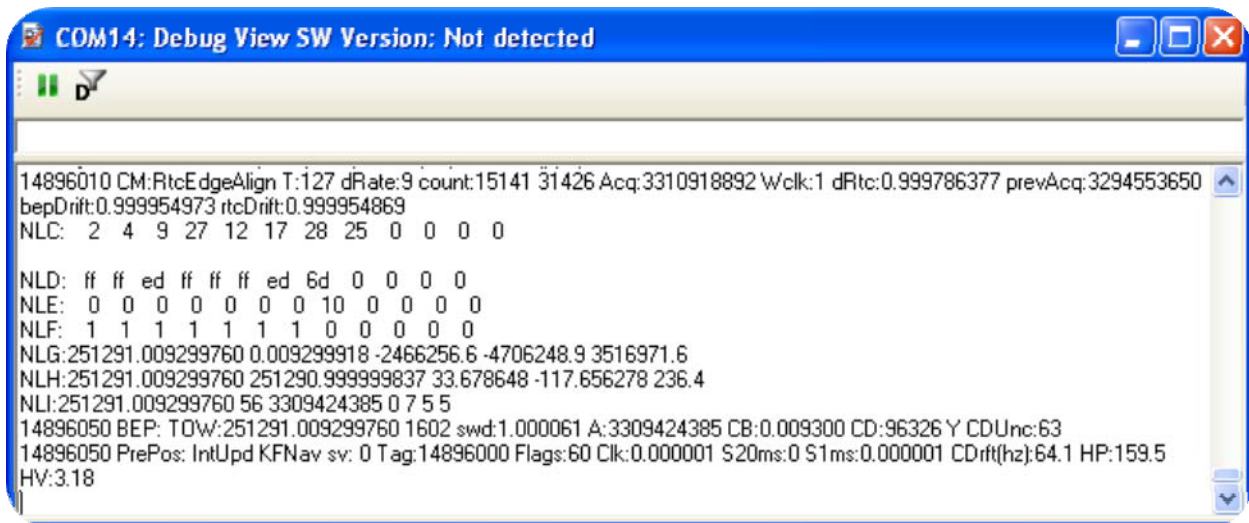 COM14: Debug View SW Version: Not detected
D
14896010 CM:RtcEdgeAlign T:127 dRate:9 count:15141 31426 Acq:3310918892 Wclk:1 dRtc:0.999786377 prevAcq:3294553650
bepDrift:0.999954973 rtcDrift:0.999954869
NLC: 2 4 9 27 12 17 28 25 0 0 0 0
NLD: ff ff ed ff ff ff ed 6d 0 0 0 0
NLE: 0 0 0 0 0 0 0 10 0 0 0 0
NLF: 1 1 1 1 1 1 1 0 0 0 0 0
NLG:251291.009299760 0.009299918 -2466256.6 -4706248.9 3516971.6
NLH:251291.009299760 251290.999999837 33.678648 -117.656278 236.4
NLI:251291.009299760 56 3309424385 0 7 5 5
14896050 BEP: TOW:251291.009299760 1602 swd:1.000061 A:3309424385 CB:0.009300 CD:96326 Y CDUnc:63
14896050 PrePos: IntUpd KFNav sv: 0 Tag:14896000 Flags:60 Clk:0.000001 S20ms:0 S1ms:0.000001 CDrft(hz):64.1 HP:159.5
HV:3.18